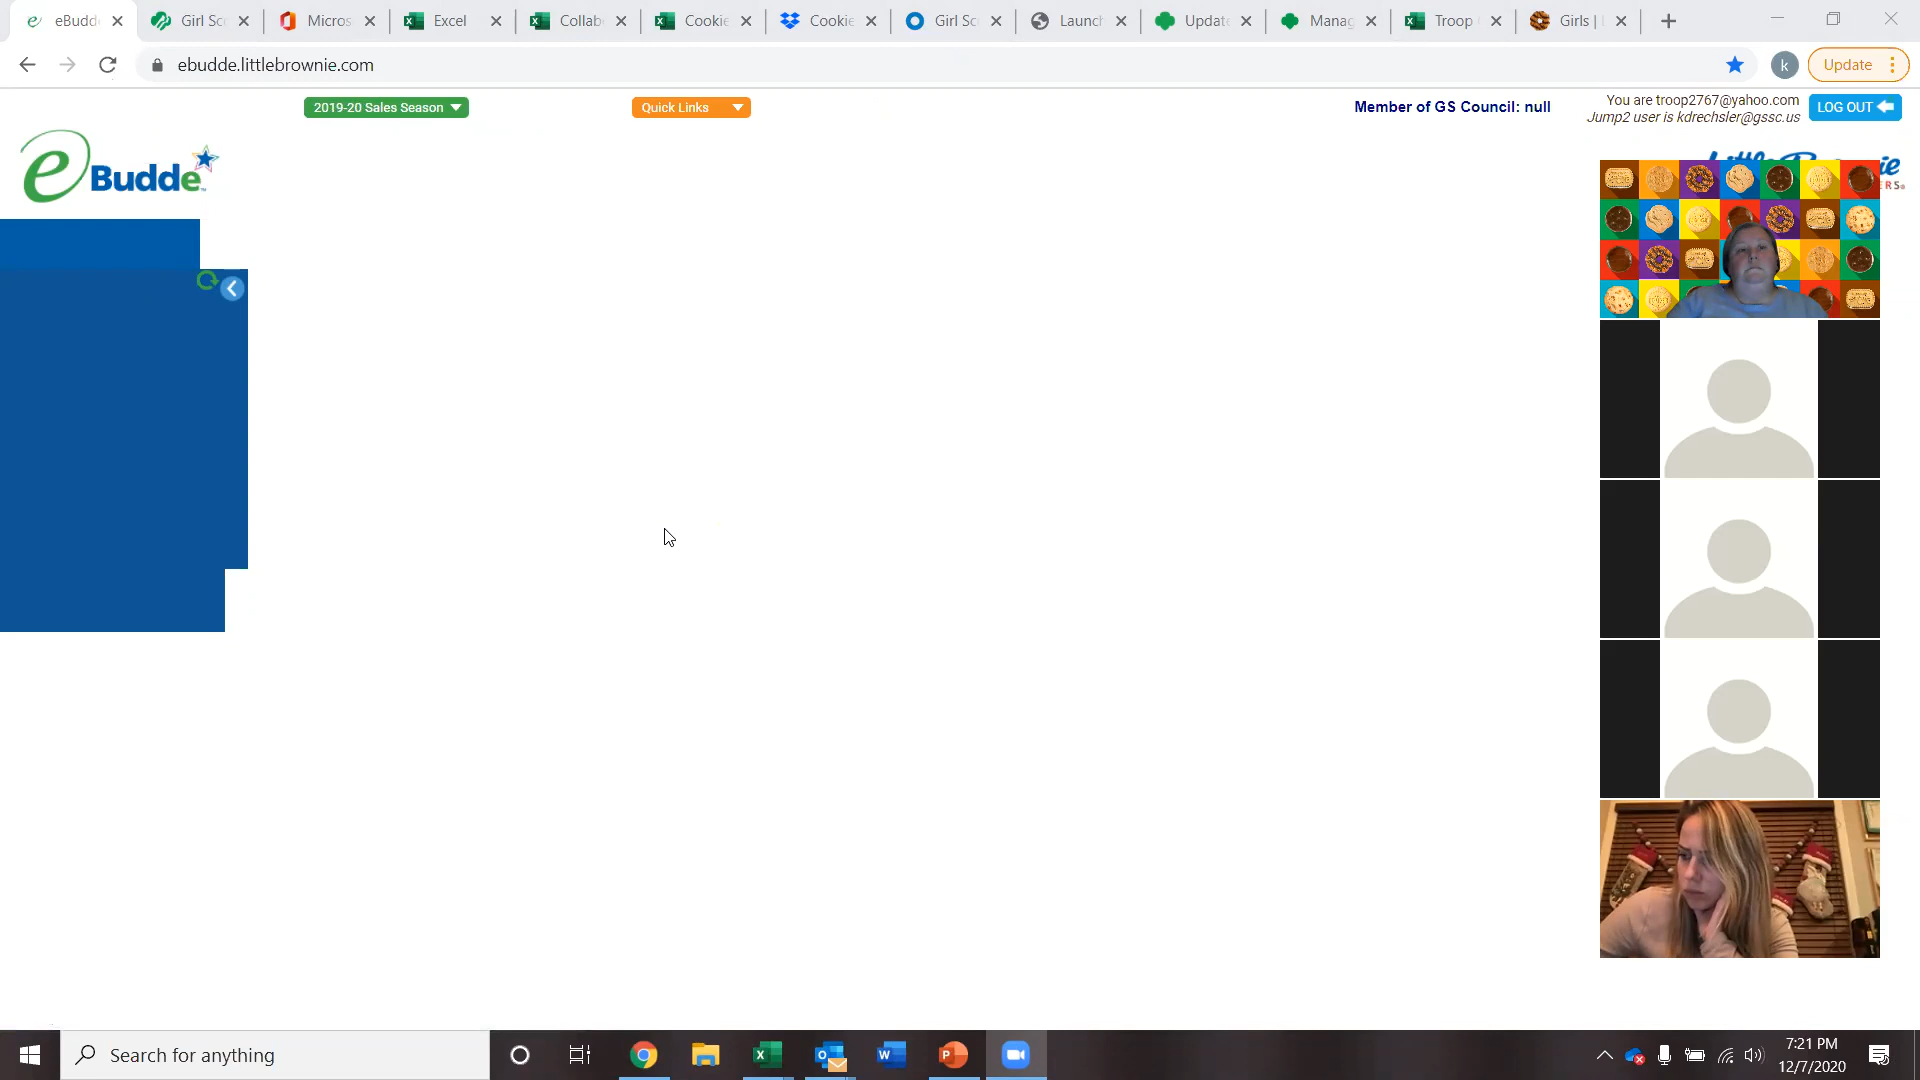 eBudd
Girl Sc
Micros
Excel
Collab
Cookie
Cookie
Girl Sc
Launch
Update
Manag
Troop
Girls |
ebudde.littlebrownie.com
k
Update
2019-20 Sales Season
Quick Links
Member of GS Council: null
You are troop2767@yahoo.com
Jump2 user is kdrechsler@gssc.us
LOG OUT
eBudde
Search for anything
7:21 PM
12/7/2020